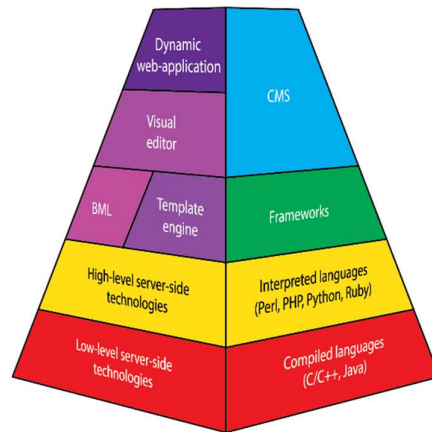 Dynamic
web-application
CMS
Visual
editor
BML
Template
engine
Frameworks
High-level server-side
technologies
Interpreted languages
(Perl, PHP, Python, Ruby)
Low-level server-side
technologies
Compiled languages
(C/C++, Java)